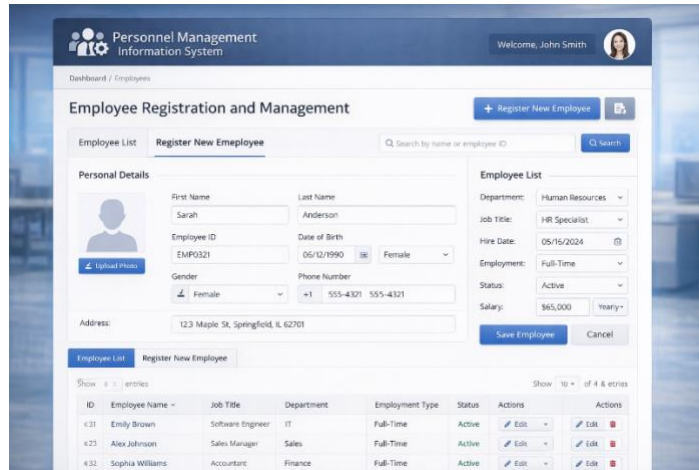 Personnel Management
Information System
Welcome, John Smith
Dashboard / Employees
Employee Registration and Management
+ Register New Employee
Employee List Register New Emeployee
Search by name or employee ID
Search
Personal Details
Employee List
First Name Last Name
Department: Human Resources
Sarah Anderson
Job Title: HR Specialist
Employee ID Date of Birth
Hire Date: 05/16/2024
EMP0321 06/12/1990 Female
Upload Photo
Employment: Full-Time
Gender Phone Number
Status: Active
Female +1 555-4321 555-4321
Salary: $65,000 Yearly
Address: 123 Maple St, Springfield, IL 62701
Save Employee Cancel
Employee List Register New Employee
Show entries Show 10 of 4 & etries
ID Employee Name Job Title Department Employment Type Status Actions Actions
Emily Brown Software Engineer IT Full-Time Active Edit Edit
Alex Johnson Sales Manager Sales Full-Time Active Edit Edit
Sophia Williams Accountant Finance Full-Time Active Edit Edit